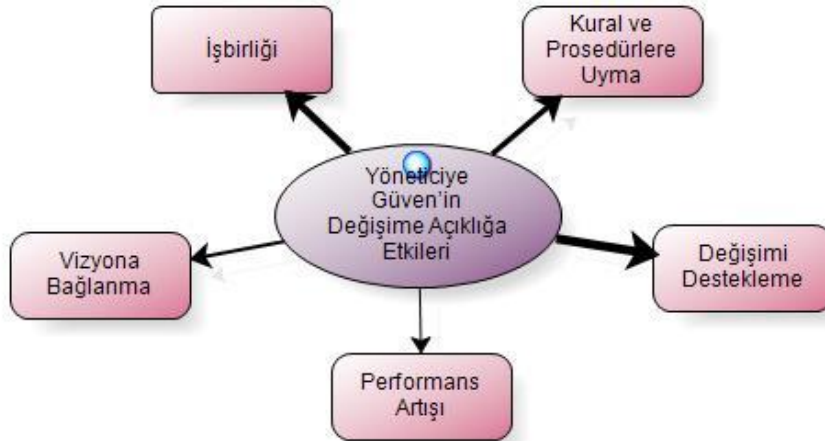 İşbirliği
Kural ve
Prosedürlere
Uyma
Yöneticiye
Güven'in
Değişime Açıklığa
Etkileri
Vizyona
Bağlanma
Değişimi
Destekleme
Performans
Artışı